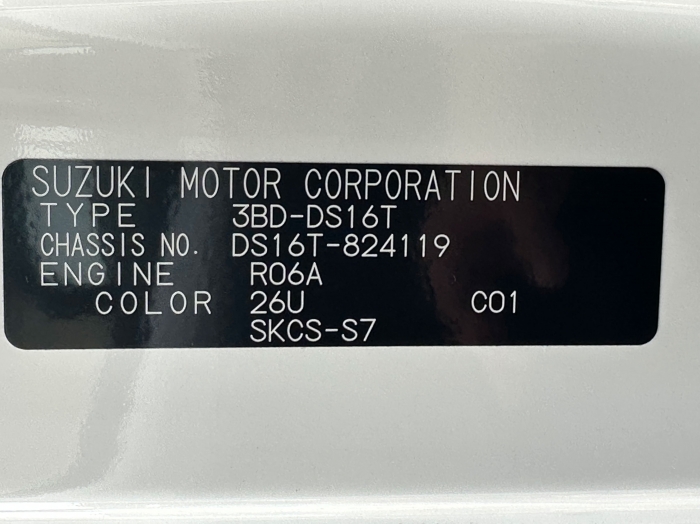 SUZUKI MOTOR CORPORATION
TYPE 3BD-DS16T
CHASSIS NO. DS16T-824119
ENGINE R06A
COLOR 26U C01
SKCS-S7